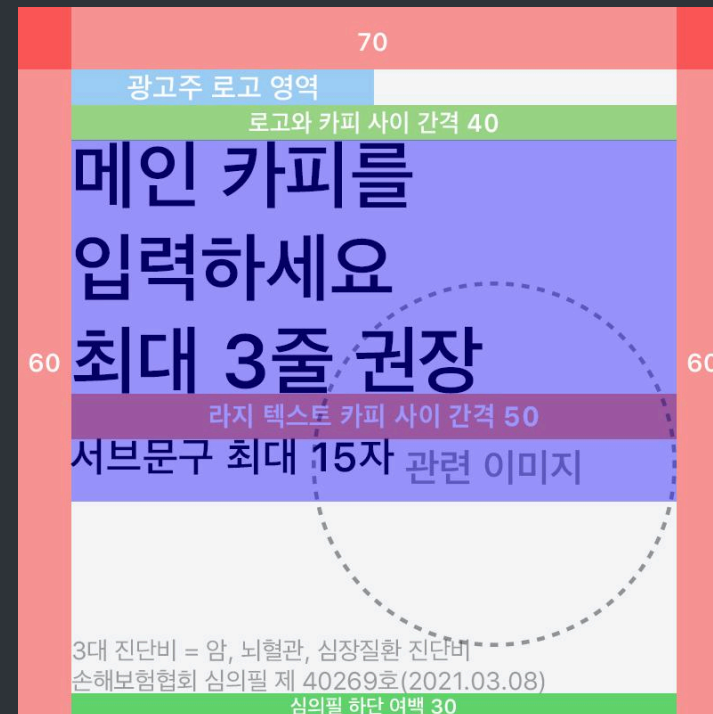 70
광고주 로고 영역
로고와 카피 사이 간격 40
메인 카피를
입력하세요
최대 3줄 권장
60
60
라지 텍스트 카피 사이 간격 50
서브문구 최대 15자
관련 이미지
3대 진단비 = 암, 뇌혈관, 심장질환 진단비
손해보험협회 심의필 제 40269호(2021.03.08)
심의필 하단 여백 30